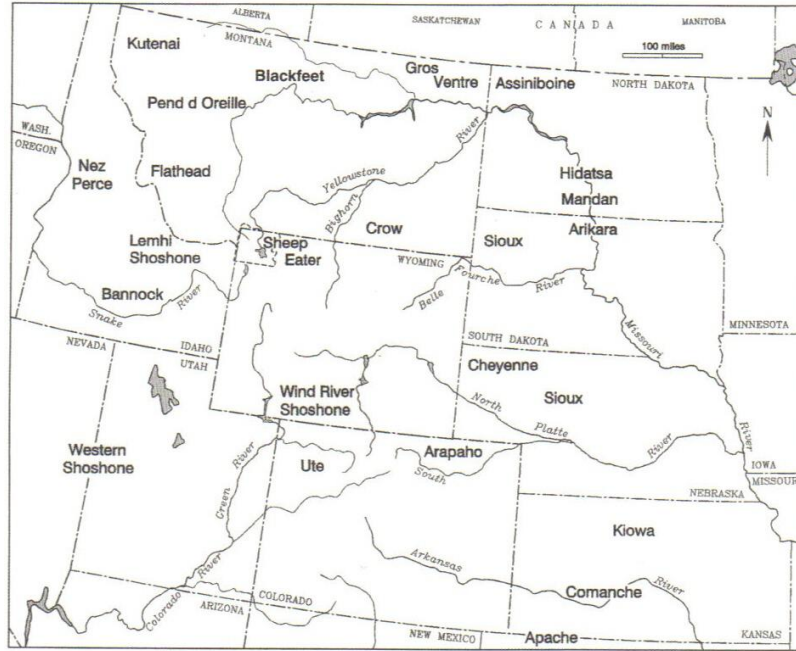 ALBERTA
SASKATCHEWAN
CANADA
MANITOBA
MONTANA
Kutenai
100 miles
Blackfeet
Gros
Ventre
Assiniboine
NORTH DAKOTA
N
Pend d Oreille
WASH.
OREGON
Nez
Perce
Flathead
Yellowstone
River
Hidatsa
Mandan
Bighorn
Crow
Sioux
Arikara
Lemhi
Shoshone
Sheep
Eater
WYOMING
Belle
Fourche
River
Bannock
Snake
River
Missouri
River
MINNESOTA
NEVADA
IDAHO
UTAH
SOUTH DAKOTA
Cheyenne
Sioux
Wind River
Shoshone
North
Platte
River
Western
Shoshone
Green
River
Ute
Arapaho
South
IOWA
MISSOURI
NEBRASKA
Kiowa
Arkansas
River
Comanche
Colorado
River
ARIZONA
COLORADO
NEW MEXICO
Apache
KANSAS